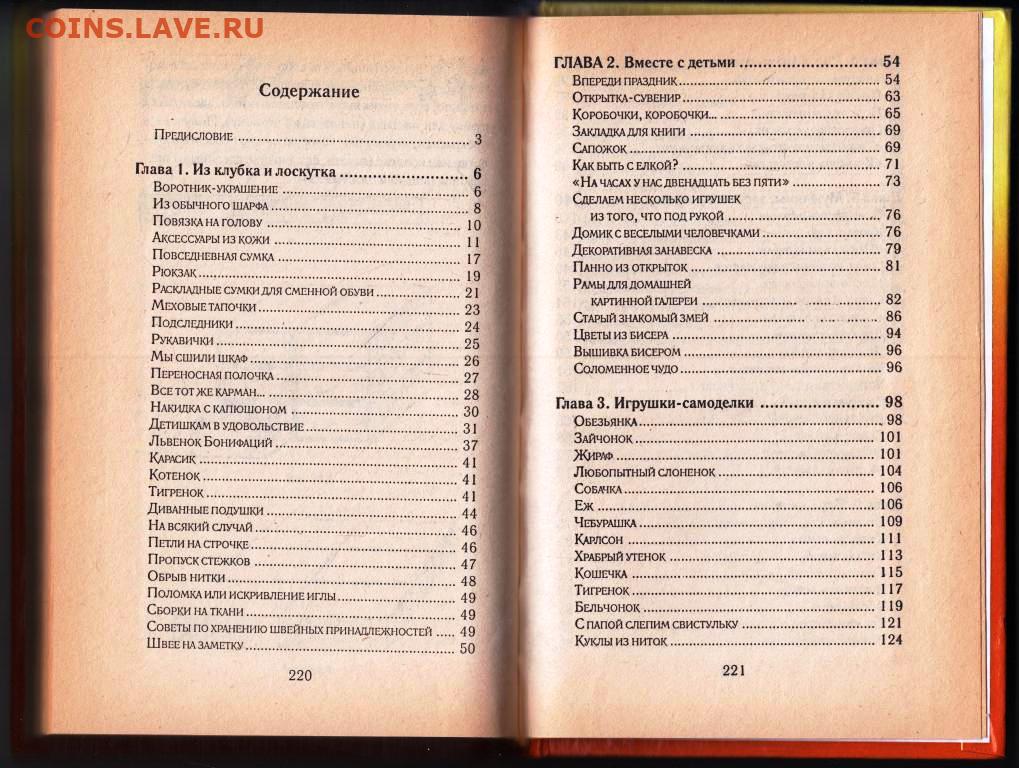 COINS.LAVE.RU
Содержание
Предисловие ........ 3
Глава 1. Из клубка и лоскутка ........ 6
Воротник-украшение ........ 6
Из обычного шарфа ........ 8
Повязка на голову ........ 10
Аксессуары из кожи ........ 11
Повседневная сумка ........ 17
Рюкзак ........ 19
Раскладные сумки для сменной обуви ........ 21
Меховые тапочки ........ 23
Подследники ........ 24
Рукавички ........ 25
Мы сшили шкаф ........ 26
Переносная полочка ........ 27
Все тот же карман... ........ 28
Накидка с капюшоном ........ 30
Детишкам в удовольствие ........ 31
Львенок Бонифаций ........ 37
Карасик ........ 41
Котенок ........ 41
Тигренок ........ 41
Диванные подушки ........ 44
На всякий случай ........ 46
Петли на строчке ........ 46
Пропуск стежков ........ 47
Обрыв нитки ........ 48
Поломка или искривление иглы ........ 49
Сборки на ткани ........ 49
Советы по хранению швейных принадлежностей ..... 49
Швее на заметку ........ 50
220
ГЛАВА 2. Вместе с детьми ........ 54
Впереди праздник ........ 54
Открытка-сувенир ........ 63
Коробочки, коробочки... ........ 65
Закладка для книги ........ 69
Сапожок ........ 69
Как быть с елкой? ........ 71
«На часах у нас двенадцать без пяти» ........ 73
Сделаем несколько игрушек
из того, что под рукой ........ 76
Домик с веселыми человечками ........ 76
Декоративная занавеска ........ 79
Панно из открыток ........ 81
Рамы для домашней
картинной галереи ........ 82
Старый знакомый змей ........ 86
Цветы из бисера ........ 94
Вышивка бисером ........ 96
Соломенное чудо ........ 96
Глава 3. Игрушки-самоделки ........ 98
Обезьянка ........ 98
Зайчонок ........ 101
Жираф ........ 101
Любопытный слоненок ........ 104
Собачка ........ 106
Еж ........ 106
Чебурашка ........ 109
Карлсон ........ 111
Храбрый утенок ........ 113
Кошечка ........ 115
Тигренок ........ 117
Бельчонок ........ 119
С папой слепим свистульку ........ 121
Куклы из ниток ........ 124
221